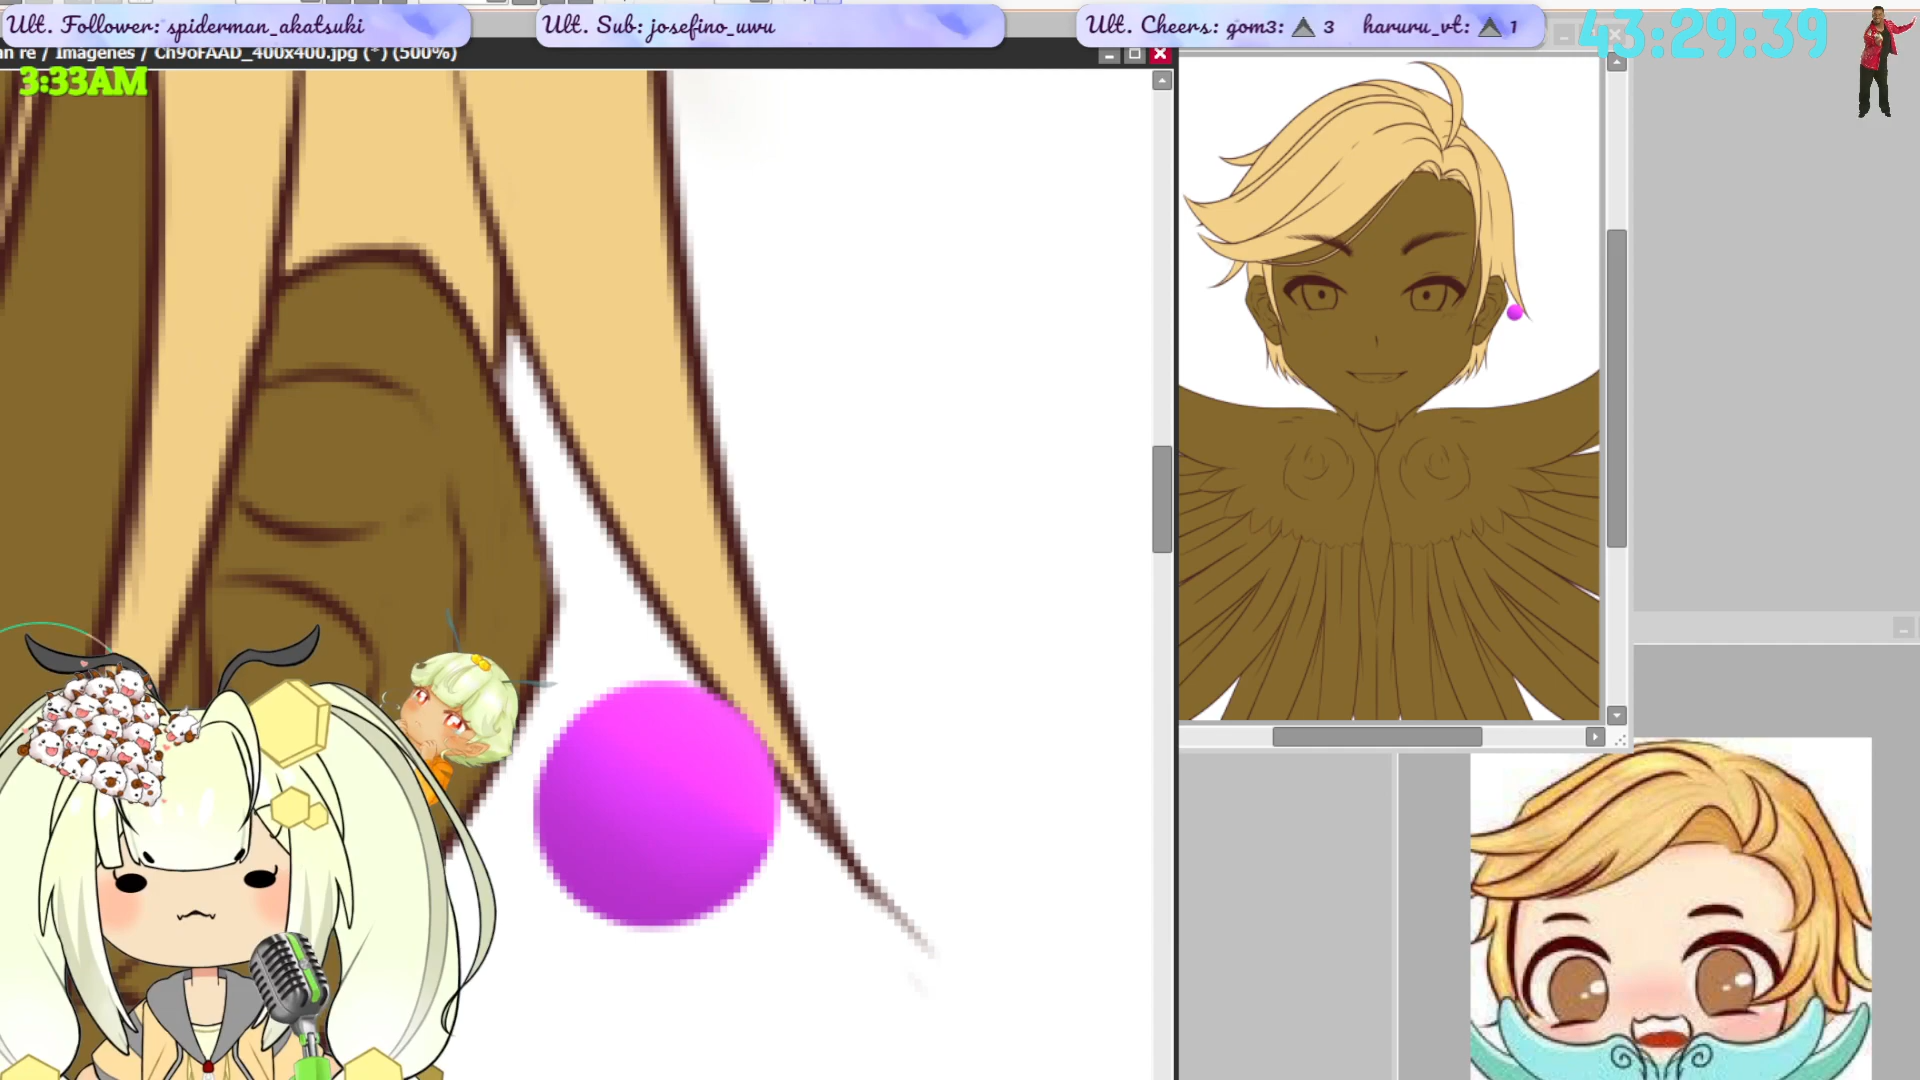 Ult. Follower: spiderman_akatsuki
Ult. Sub: josefino_uwu
Ult. Cheers: gom3: 3 haruru_vt: 1
43:29:39
re / Imagenes / Ch9oFAAD_400x400.jpg (*) (500%)
3:33AM